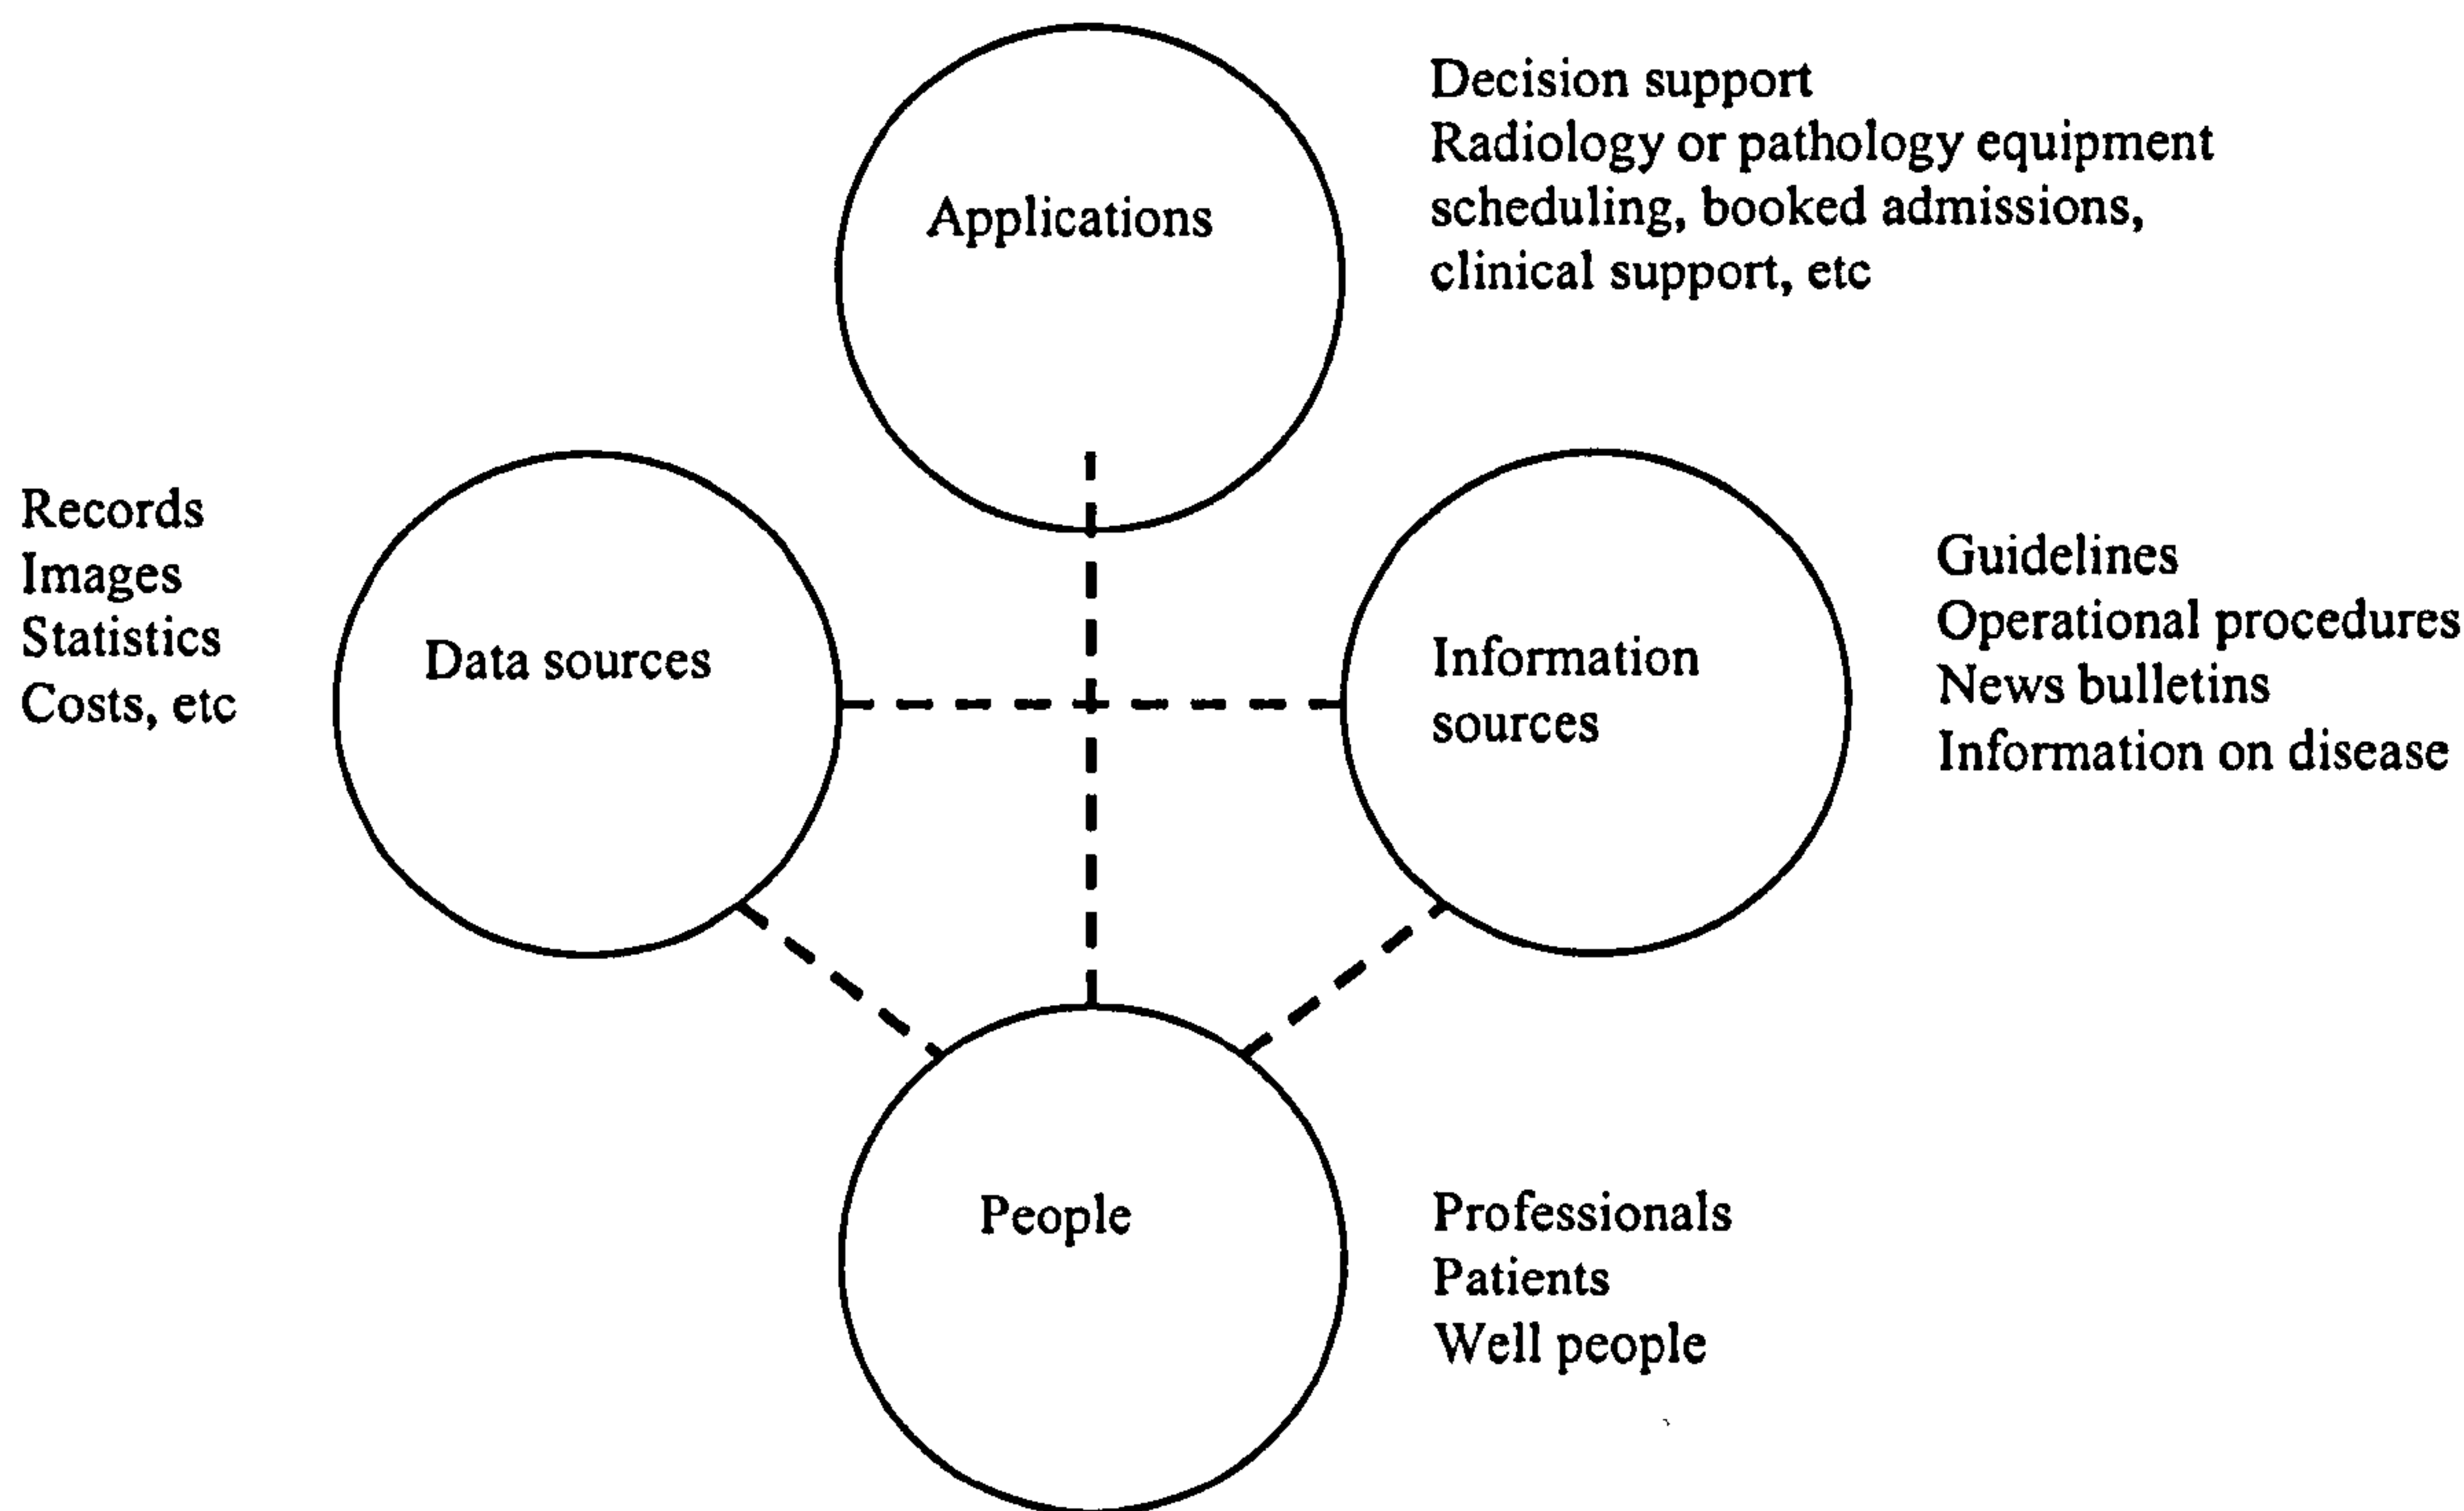 Applications
Decision support
Radiology or pathology equipment
scheduling, booked admissions,
clinical support, etc
Records
Images
Statistics
Costs, etc
Data sources
Information
sources
Guidelines
Operational procedures
News bulletins
Information on disease
People
Professionals
Patients
Well people